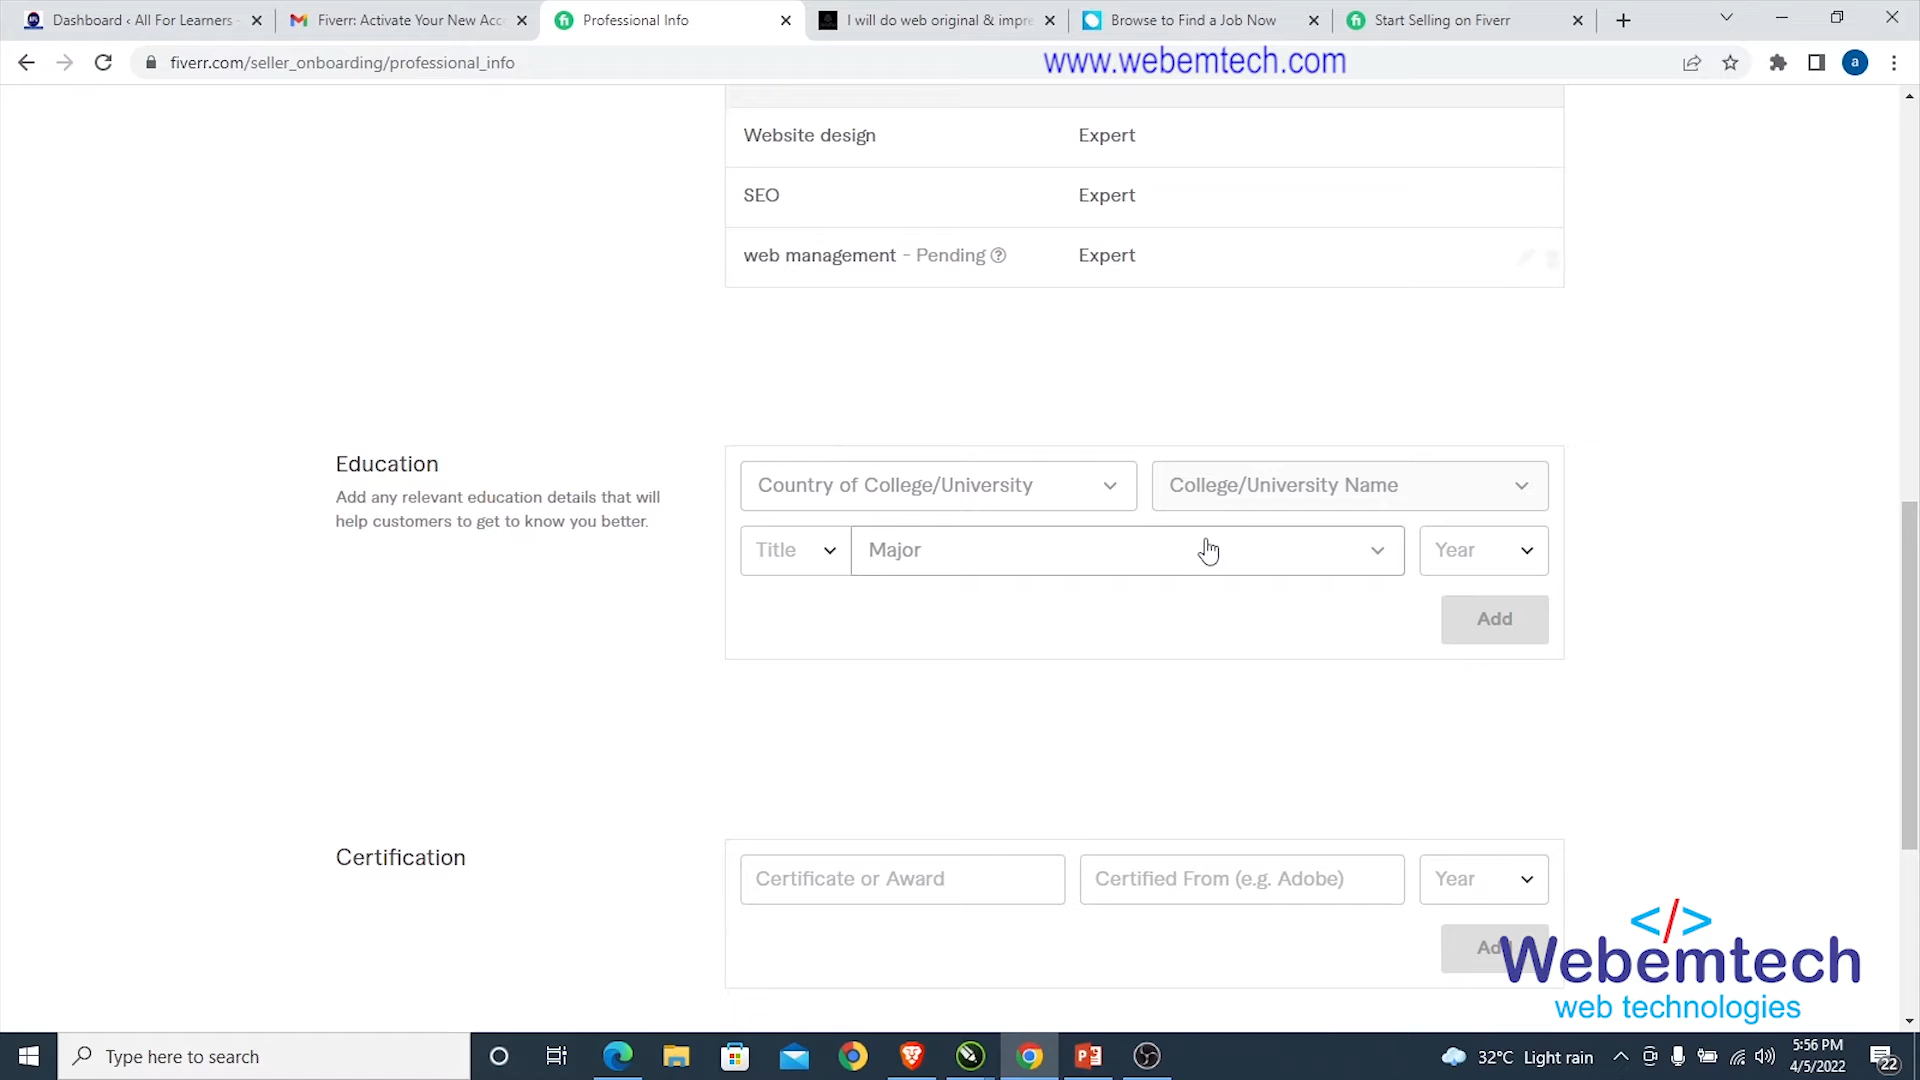 Dashboard ‹ All For Learners -
Fiverr: Activate Your New Acc
Professional Info
I will do web original & impre
Browse to Find a Job Now
Start Selling on Fiverr
fiverr.com/seller_onboarding/professional_info
www.webemtech.com
a
Website design Expert
SEO Expert
web management - Pending Expert
Education
Add any relevant education details that will
help customers to get to know you better.
Country of College/University College/University Name
Title Major Year
Add
Certification
Certificate or Award Certified From (e.g. Adobe) Year
Add
</>
Webemtech
web technologies
Type here to search
32°C Light rain
5:56 PM
4/5/2022
22